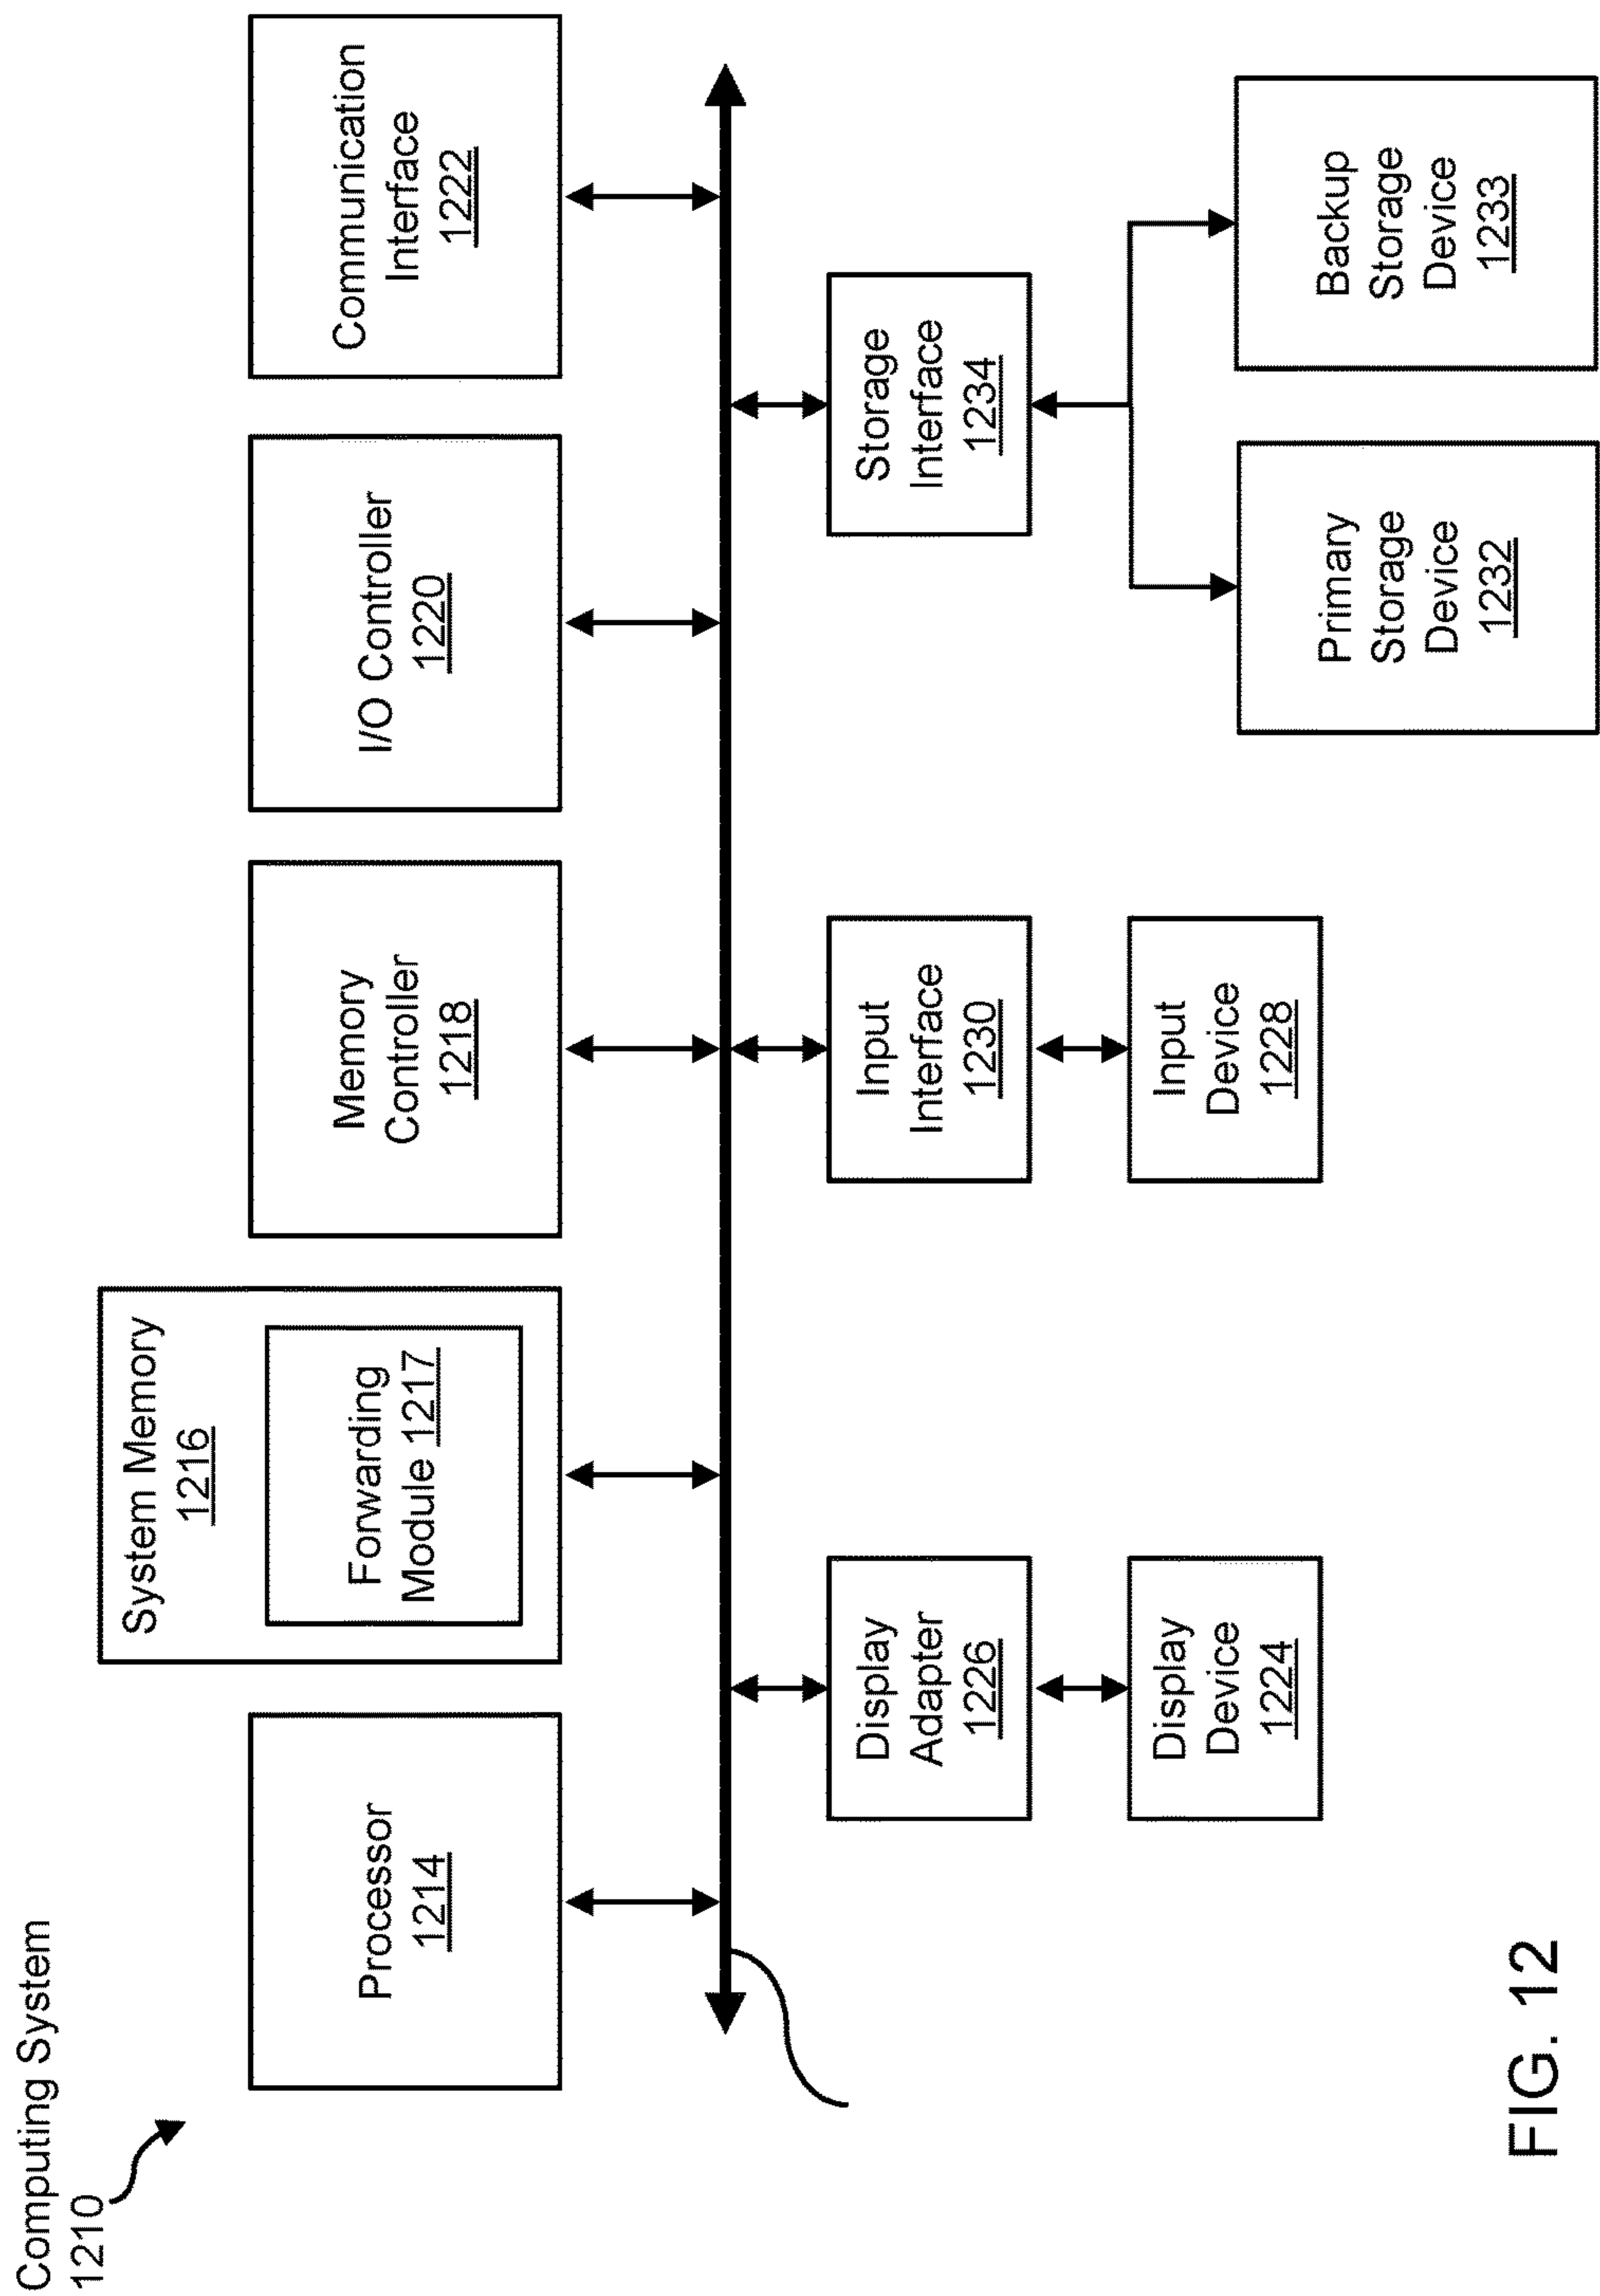 Computing System
1210
Processor
1214
System Memory
1216
Forwarding
Module 1217
Memory
Controller
1218
I/O Controller
1220
Communication
Interface
1222
Display
Adapter
1226
Input
Interface
1230
Storage
Interface
1234
Display
Device
1224
Input
Device
1228
Primary
Storage
Device
1232
Backup
Storage
Device
1233
FIG. 12